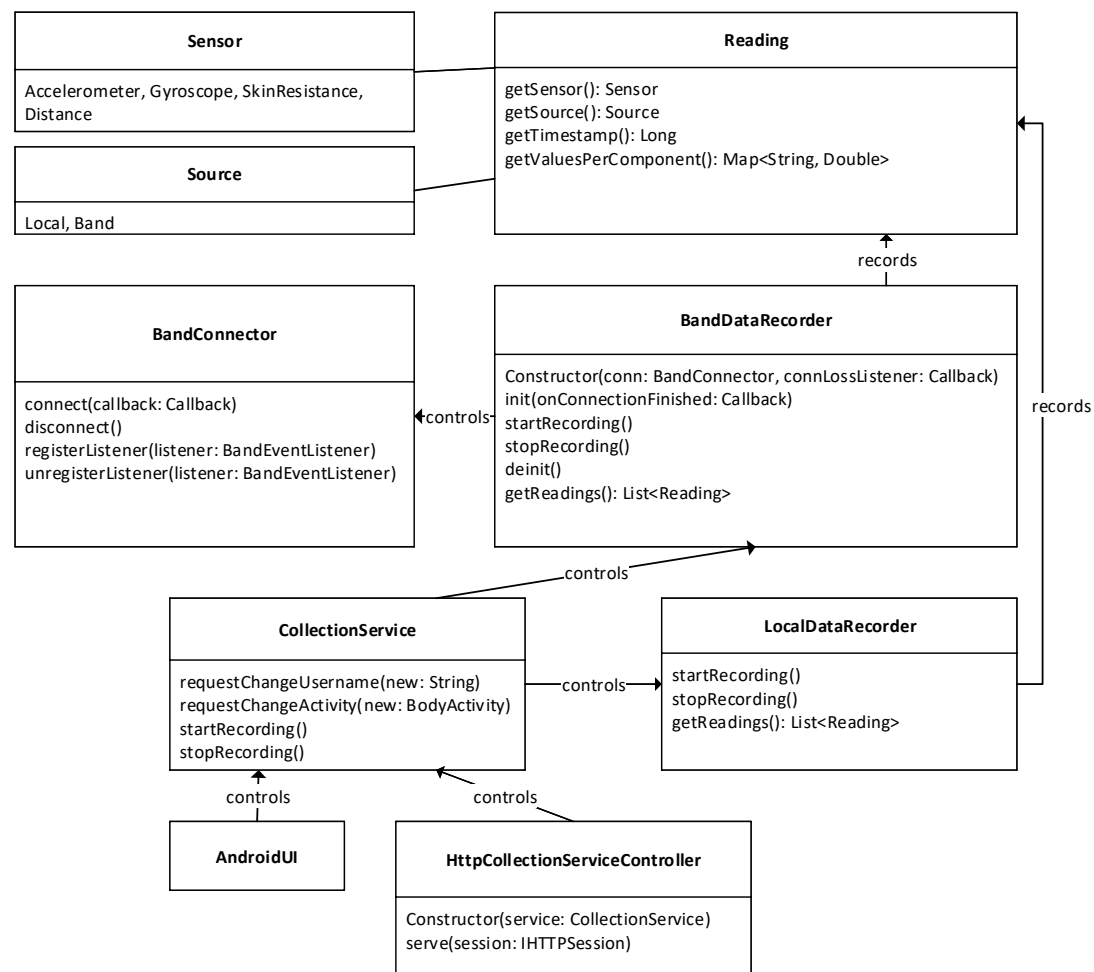 Sensor
Accelerometer, Gyroscope, SkinResistance,
Distance
Reading
getSensor(): Sensor
getSource(): Source
getTimestamp(): Long
getValuesPerComponent(): Map<String, Double>
Source
Local, Band
records
BandConnector
connect(callback: Callback)
disconnect()
registerListener(listener: BandEventListener)
unregisterListener(listener: BandEventListener)
controls
BandDataRecorder
Constructor(conn: BandConnector, connLossListener: Callback)
init(onConnectionFinished: Callback)
startRecording()
stopRecording()
deinit()
getReadings(): List<Reading>
records
controls
CollectionService
requestChangeUsername(new: String)
requestChangeActivity(new: BodyActivity)
startRecording()
stopRecording()
controls
LocalDataRecorder
startRecording()
stopRecording()
getReadings(): List<Reading>
controls
controls
AndroidUI
HttpCollectionServiceController
Constructor(service: CollectionService)
serve(session: IHTTPSession)